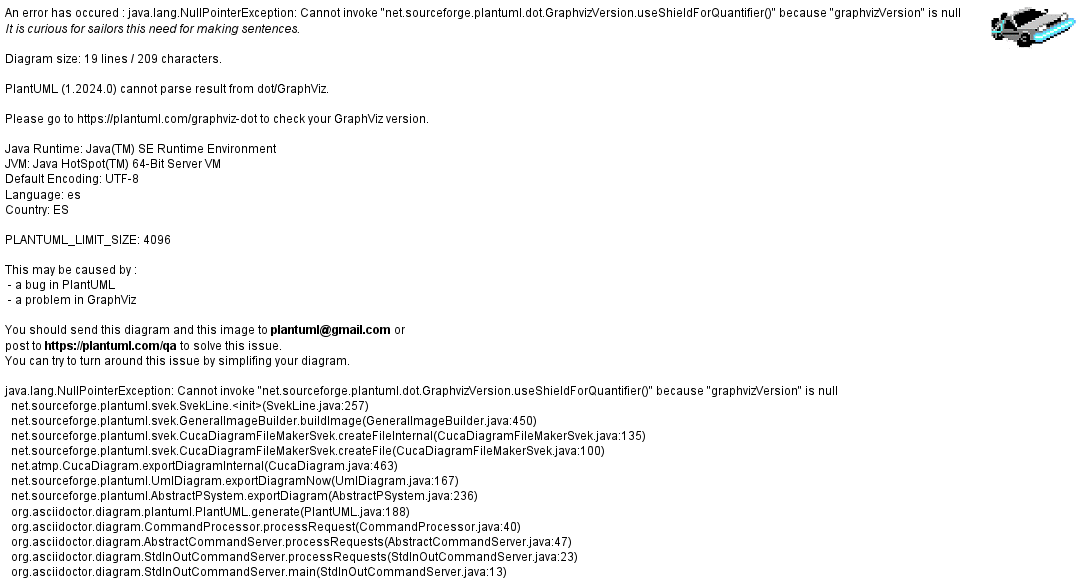 An error has occured : java.lang.NullPointerException: Cannot invoke "net.sourceforge.plantuml.dot.GraphvizVersion.useShieldForQuantifier()" because "graphvizVersion" is null
It is curious for sailors this need for making sentences.
Diagram size: 19 lines / 209 characters.
PlantUML (1.2024.0) cannot parse result from dot/GraphViz.
Please go to https://plantuml.com/graphviz-dot to check your GraphViz version.
Java Runtime: Java(TM) SE Runtime Environment
JVM: Java HotSpot(TM) 64-Bit Server VM
Default Encoding: UTF-8
Language: es
Country: ES
PLANTUML_LIMIT_SIZE: 4096
This may be caused by :
- a bug in PlantUML
- a problem in GraphViz
You should send this diagram and this image to plantuml@gmail.com or
post to https://plantuml.com/qa to solve this issue.
You can try to turn around this issue by simplifing your diagram.
java.lang.NullPointerException: Cannot invoke "net.sourceforge.plantuml.dot.GraphvizVersion.useShieldForQuantifier()" because "graphvizVersion" is null
net.sourceforge.plantuml.svek.SvekLine.<init>(SvekLine.java:257)
net.sourceforge.plantuml.svek.GeneralImageBuilder.buildImage(GeneralImageBuilder.java:450)
net.sourceforge.plantuml.svek.CucaDiagramFileMakerSvek.createFileInternal(CucaDiagramFileMakerSvek.java:135)
net.sourceforge.plantuml.svek.CucaDiagramFileMakerSvek.createFile(CucaDiagramFileMakerSvek.java:100)
net.atmp.CucaDiagram.exportDiagramInternal(CucaDiagram.java:463)
net.sourceforge.plantuml.UmlDiagram.exportDiagramNow(UmlDiagram.java:167)
net.sourceforge.plantuml.AbstractPSystem.exportDiagram(AbstractPSystem.java:236)
org.asciidoctor.diagram.plantuml.PlantUML.generate(PlantUML.java:188)
org.asciidoctor.diagram.CommandProcessor.processRequest(CommandProcessor.java:40)
org.asciidoctor.diagram.AbstractCommandServer.processRequests(AbstractCommandServer.java:47)
org.asciidoctor.diagram.StdInOutCommandServer.processRequests(StdInOutCommandServer.java:23)
org.asciidoctor.diagram.StdInOutCommandServer.main(StdInOutCommandServer.java:13)